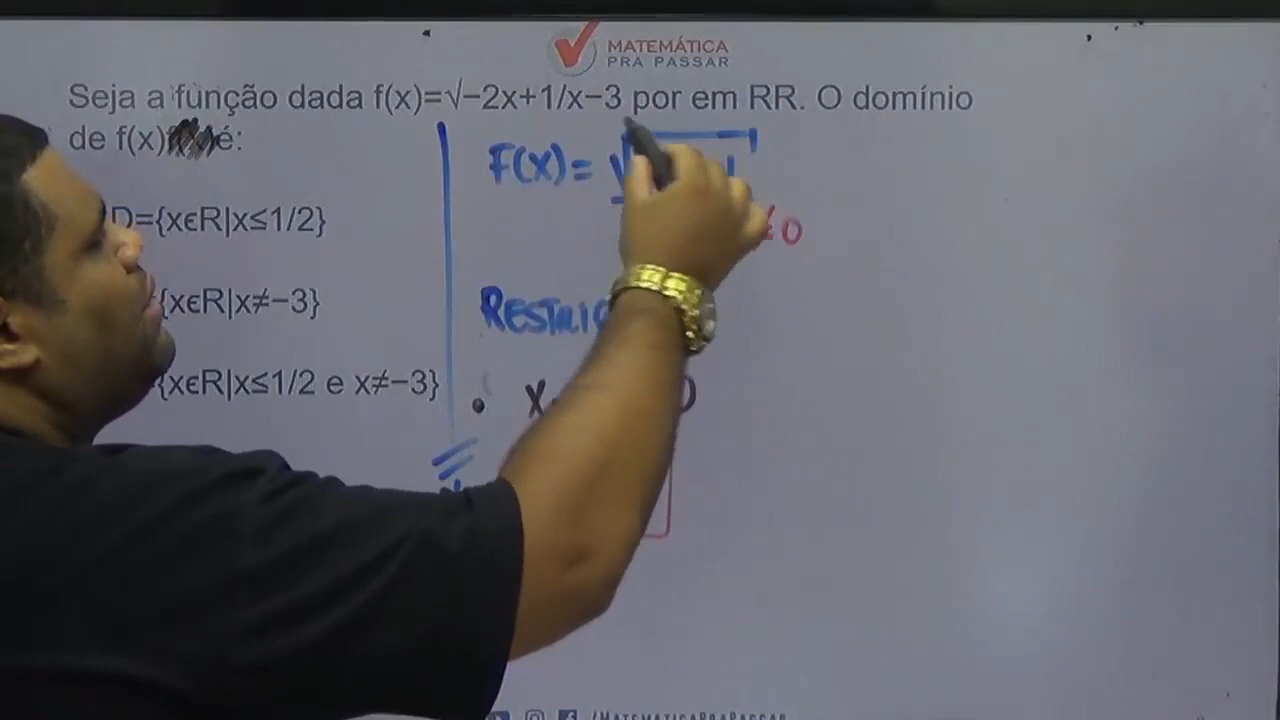 MATEMÁTICA
PRA PASSAR
Seja a função dada f(x)=√−2x+1/x−3 por em RR. O domínio
de f(x) é:
D={xϵR|x≤1/2}
{xϵR|x≠−3}
{xϵR|x≤1/2 e x≠−3}
F(X)= √
≠ 0
RESTRIÇ
• X
0
/MATEMATICAPRAPASSAR